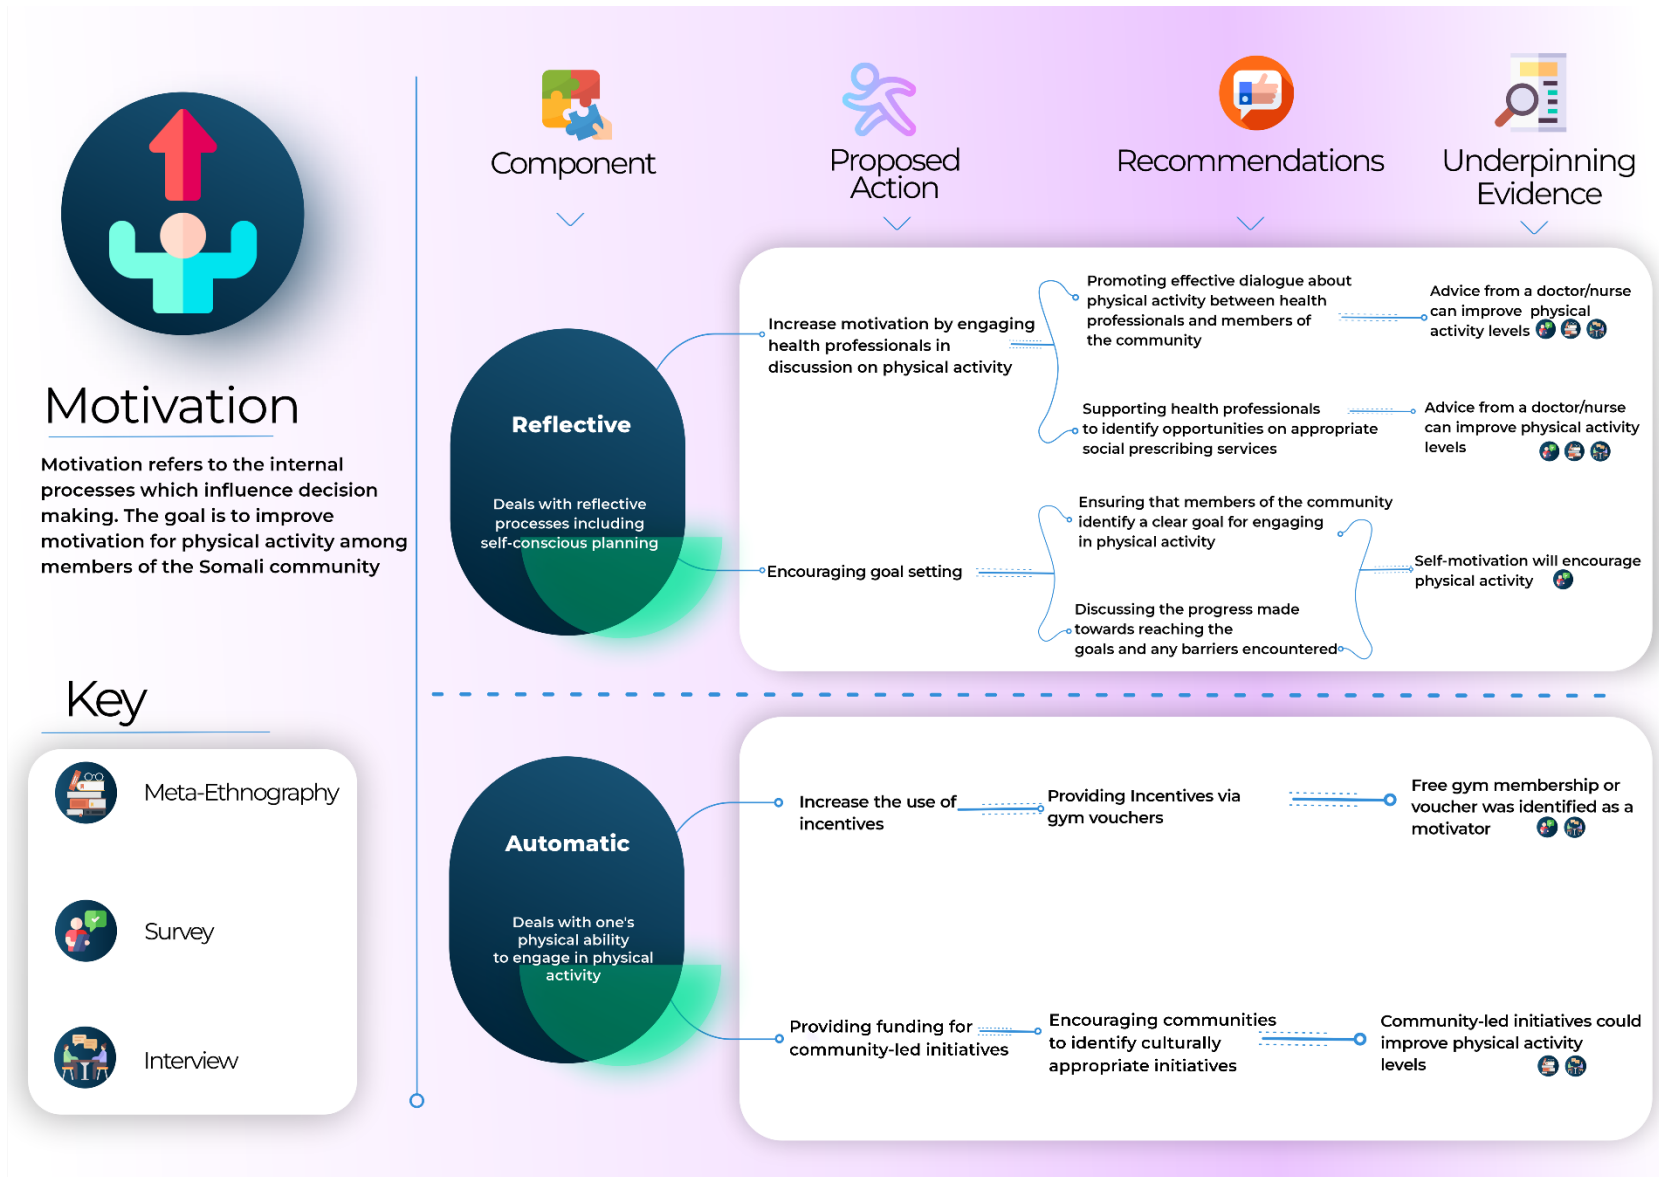 Component
Proposed
Action
Recommendations
Underpinning
Evidence
Motivation
Motivation refers to the internal
processes which influence decision
making. The goal is to improve
motivation for physical activity among
members of the Somali community
Key
Meta-Ethnography
Survey
Interview
Reflective
Deals with reflective
processes including
self-conscious planning
Increase motivation by engaging
health professionals in
discussion on physical activity
Promoting effective dialogue about
physical activity between health
professionals and members of
the community
Advice from a doctor/nurse
can improve physical
activity levels
Supporting health professionals
to identify opportunities on appropriate
social prescribing services
Advice from a doctor/nurse
can improve physical activity
levels
Encouraging goal setting
Ensuring that members of the community
identify a clear goal for engaging
in physical activity
Discussing the progress made
towards reaching the
goals and any barriers encountered
Self-motivation will encourage
physical activity
Automatic
Deals with one's
physical ability
to engage in physical
activity
Increase the use of
incentives
Providing Incentives via
gym vouchers
Free gym membership or
voucher was identified as a
motivator
Providing funding for
community-led initiatives
Encouraging communities
to identify culturally
appropriate initiatives
Community-led initiatives could
improve physical activity
levels